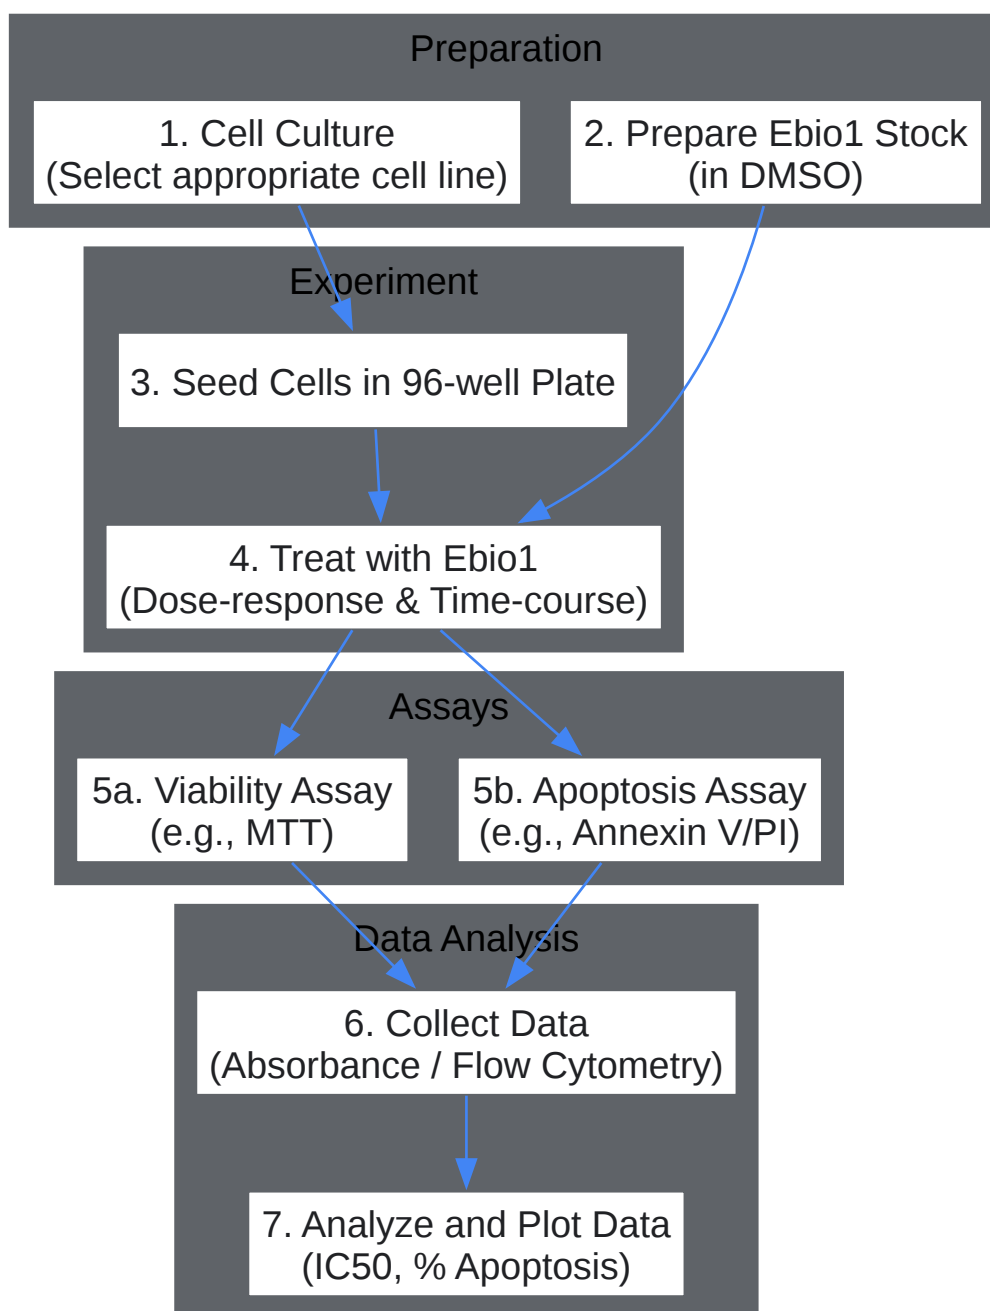 Preparation
1. Cell Culture
(Select appropriate cell line)
2. Prepare Ebio1 Stock
(in DMSO)
Experiment
3. Seed Cells in 96-well Plate
4. Treat with Ebio1
(Dose-response & Time-course)
Assays
5a. Viability Assay
(e.g., MTT)
5b. Apoptosis Assay
(e.g., Annexin V/PI)
Data Analysis
6. Collect Data
(Absorbance / Flow Cytometry)
7. Analyze and Plot Data
(IC50, % Apoptosis)